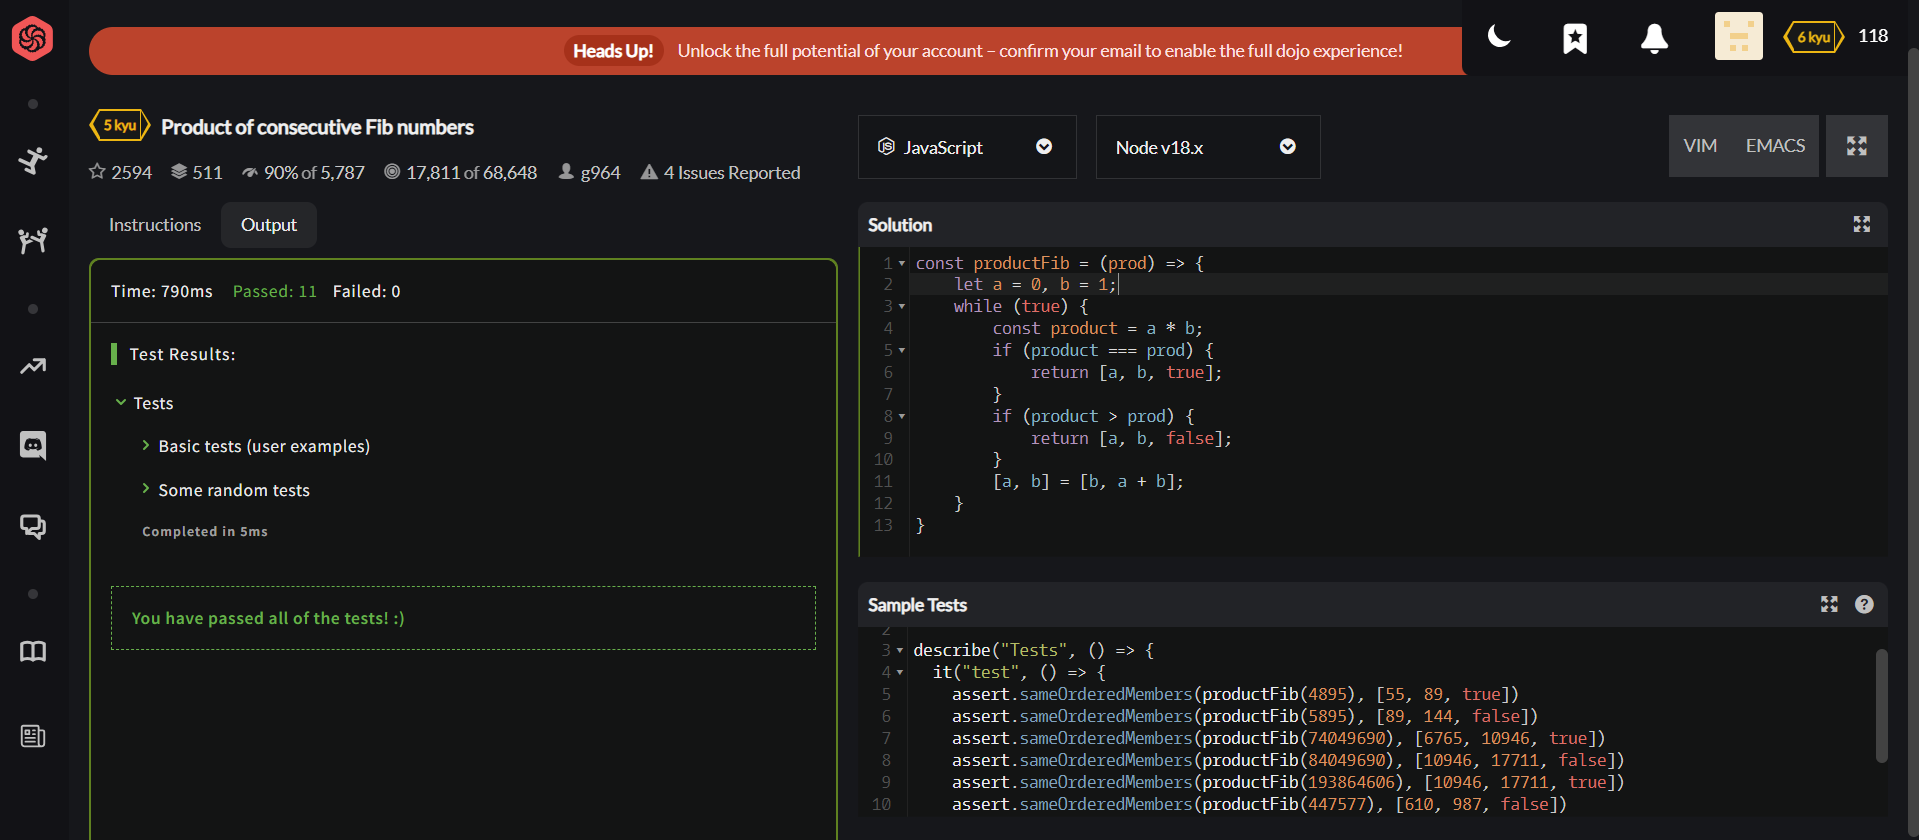 Heads Up! Unlock the full potential of your account – confirm your email to enable the full dojo experience!
6 kyu 118
5 kyu Product of consecutive Fib numbers
2594 511 90% of 5,787 17,811 of 68,648 g964 4 Issues Reported
JavaScript
Node v18.x
VIM EMACS
Instructions Output
Time: 790ms Passed: 11 Failed: 0
Test Results:
Tests
Basic tests (user examples)
Some random tests
Completed in 5ms
You have passed all of the tests! :)
Solution
1 const productFib = (prod) => {
2 let a = 0, b = 1;
3 while (true) {
4 const product = a * b;
5 if (product === prod) {
6 return [a, b, true];
7 }
8 if (product > prod) {
9 return [a, b, false];
10 }
11 [a, b] = [b, a + b];
12 }
13 }
Sample Tests
2
3 describe("Tests", () => {
4 it("test", () => {
5 assert.sameOrderedMembers(productFib(4895), [55, 89, true])
6 assert.sameOrderedMembers(productFib(5895), [89, 144, false])
7 assert.sameOrderedMembers(productFib(74049690), [6765, 10946, true])
8 assert.sameOrderedMembers(productFib(84049690), [10946, 17711, false])
9 assert.sameOrderedMembers(productFib(193864606), [10946, 17711, true])
10 assert.sameOrderedMembers(productFib(447577), [610, 987, false])